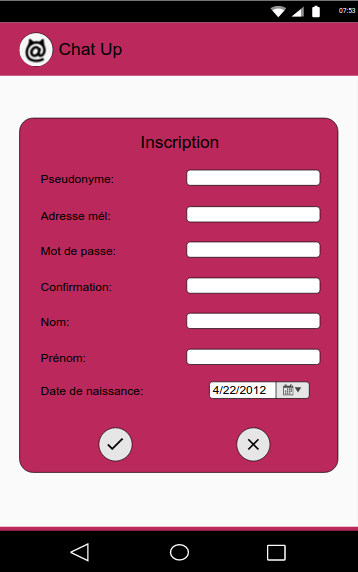 07:53
@ Chat Up
Inscription
Pseudonyme:
Adresse mél:
Mot de passe:
Confirmation:
Nom:
Prénom:
Date de naissance: 4/22/2012